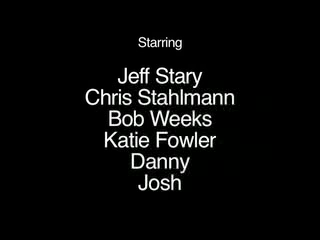 Starring
Jeff Stary
Chris Stahlmann
Bob Weeks
Katie Fowler
Danny
Josh